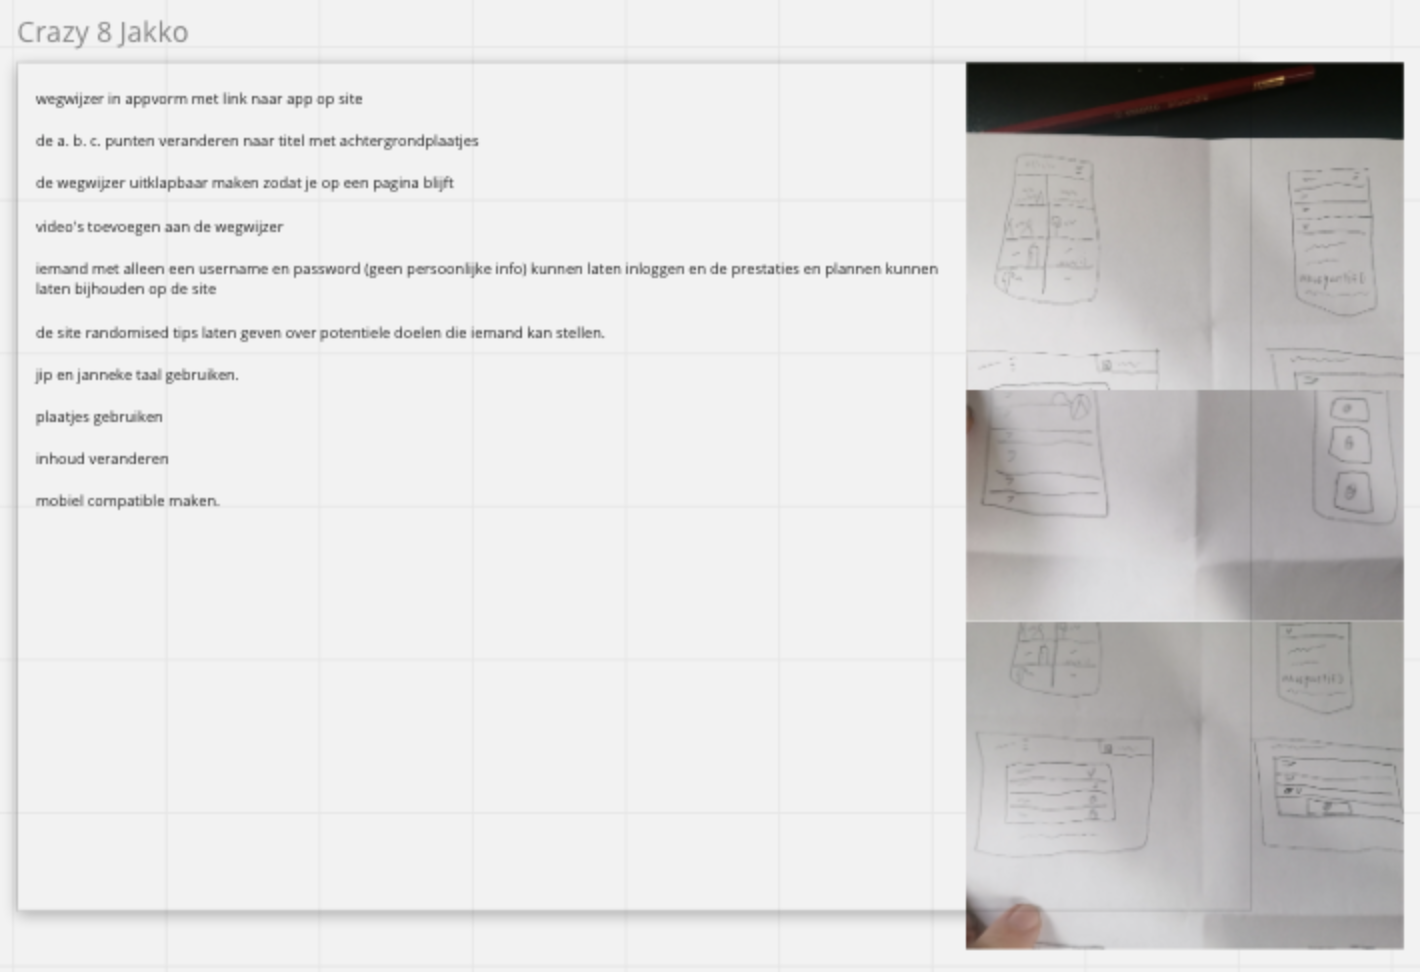 Crazy 8 Jakko
wegwijzer in appvorm met link naar app op site
de a. b. c. punten veranderen naar titel met achtergrondplaatjes
de wegwijzer uitklapbaar maken zodat je op een pagina blijft
video's toevoegen aan de wegwijzer
iemand met alleen een username en password (geen persoonlijke info) kunnen laten inloggen en de prestaties en plannen kunnen
laten bijhouden op de site
de site randomised tips laten geven over potentiele doelen die iemand kan stellen.
jip en janneke taal gebruiken.
plaatjes gebruiken
inhoud veranderen
mobiel compatible maken.